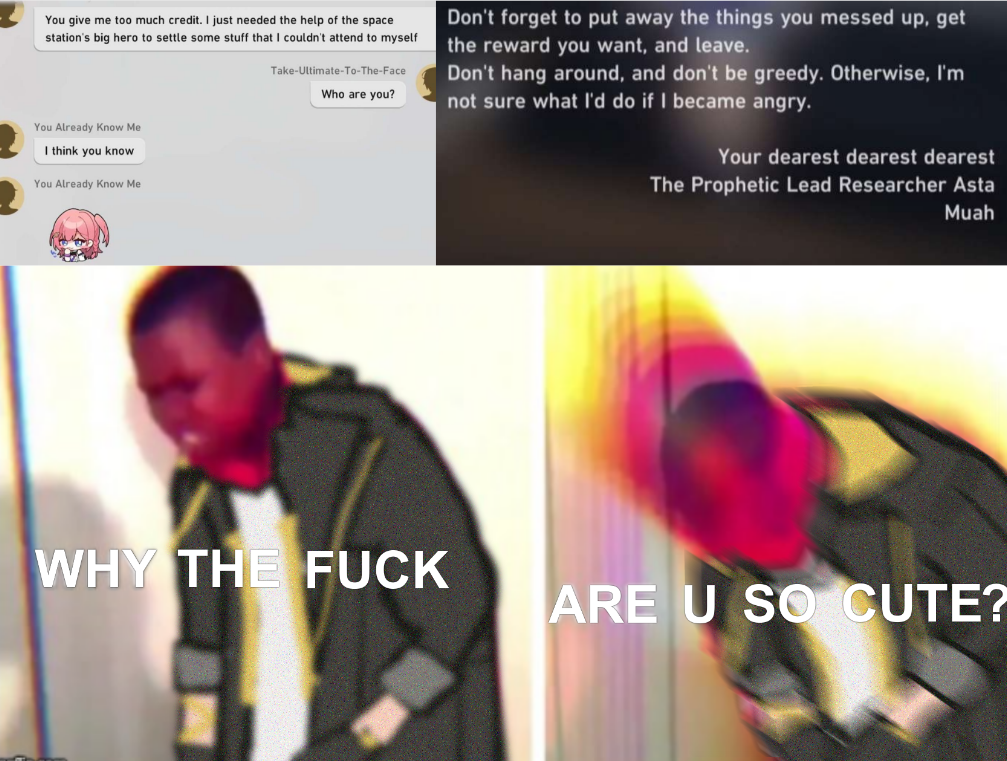 You give me too much credit. I just needed the help of the space
station's big hero to settle some stuff that I couldn't attend to myself
Take-Ultimate-To-The-Face
Who are you?
You Already Know Me
I think you know
You Already Know Me
Don't forget to put away the things you messed up, get
the reward you want, and leave.
Don't hang around, and don't be greedy. Otherwise, I'm
not sure what I'd do if I became angry.
Your dearest dearest dearest
The Prophetic Lead Researcher Asta
Muah
WHY THE FUCK
ARE U SO CUTE?